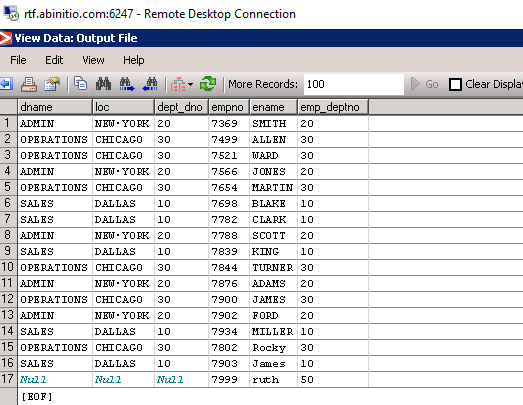 rtf.abinitio.com:6247 - Remote Desktop Connection
View Data: Output File
File Edit View Help
More Records: 100 Go Clear Displa
dname loc dept_dno empno ename emp_deptno
1 ADMIN NEW·YORK 20 7369 SMITH 20
2 OPERATIONS CHICAGO 30 7499 ALLEN 30
3 OPERATIONS CHICAGO 30 7521 WARD 30
4 ADMIN NEW·YORK 20 7566 JONES 20
5 OPERATIONS CHICAGO 30 7654 MARTIN 30
6 SALES DALLAS 10 7698 BLAKE 10
7 SALES DALLAS 10 7782 CLARK 10
8 ADMIN NEW·YORK 20 7788 SCOTT 20
9 SALES DALLAS 10 7839 KING 10
10 OPERATIONS CHICAGO 30 7844 TURNER 30
11 ADMIN NEW·YORK 20 7876 ADAMS 20
12 OPERATIONS CHICAGO 30 7900 JAMES 30
13 ADMIN NEW·YORK 20 7902 FORD 20
14 SALES DALLAS 10 7934 MILLER 10
15 OPERATIONS CHICAGO 30 7802 Rocky 30
16 SALES DALLAS 10 7903 James 10
17 Null Null Null 7999 ruth 50
[EOF]